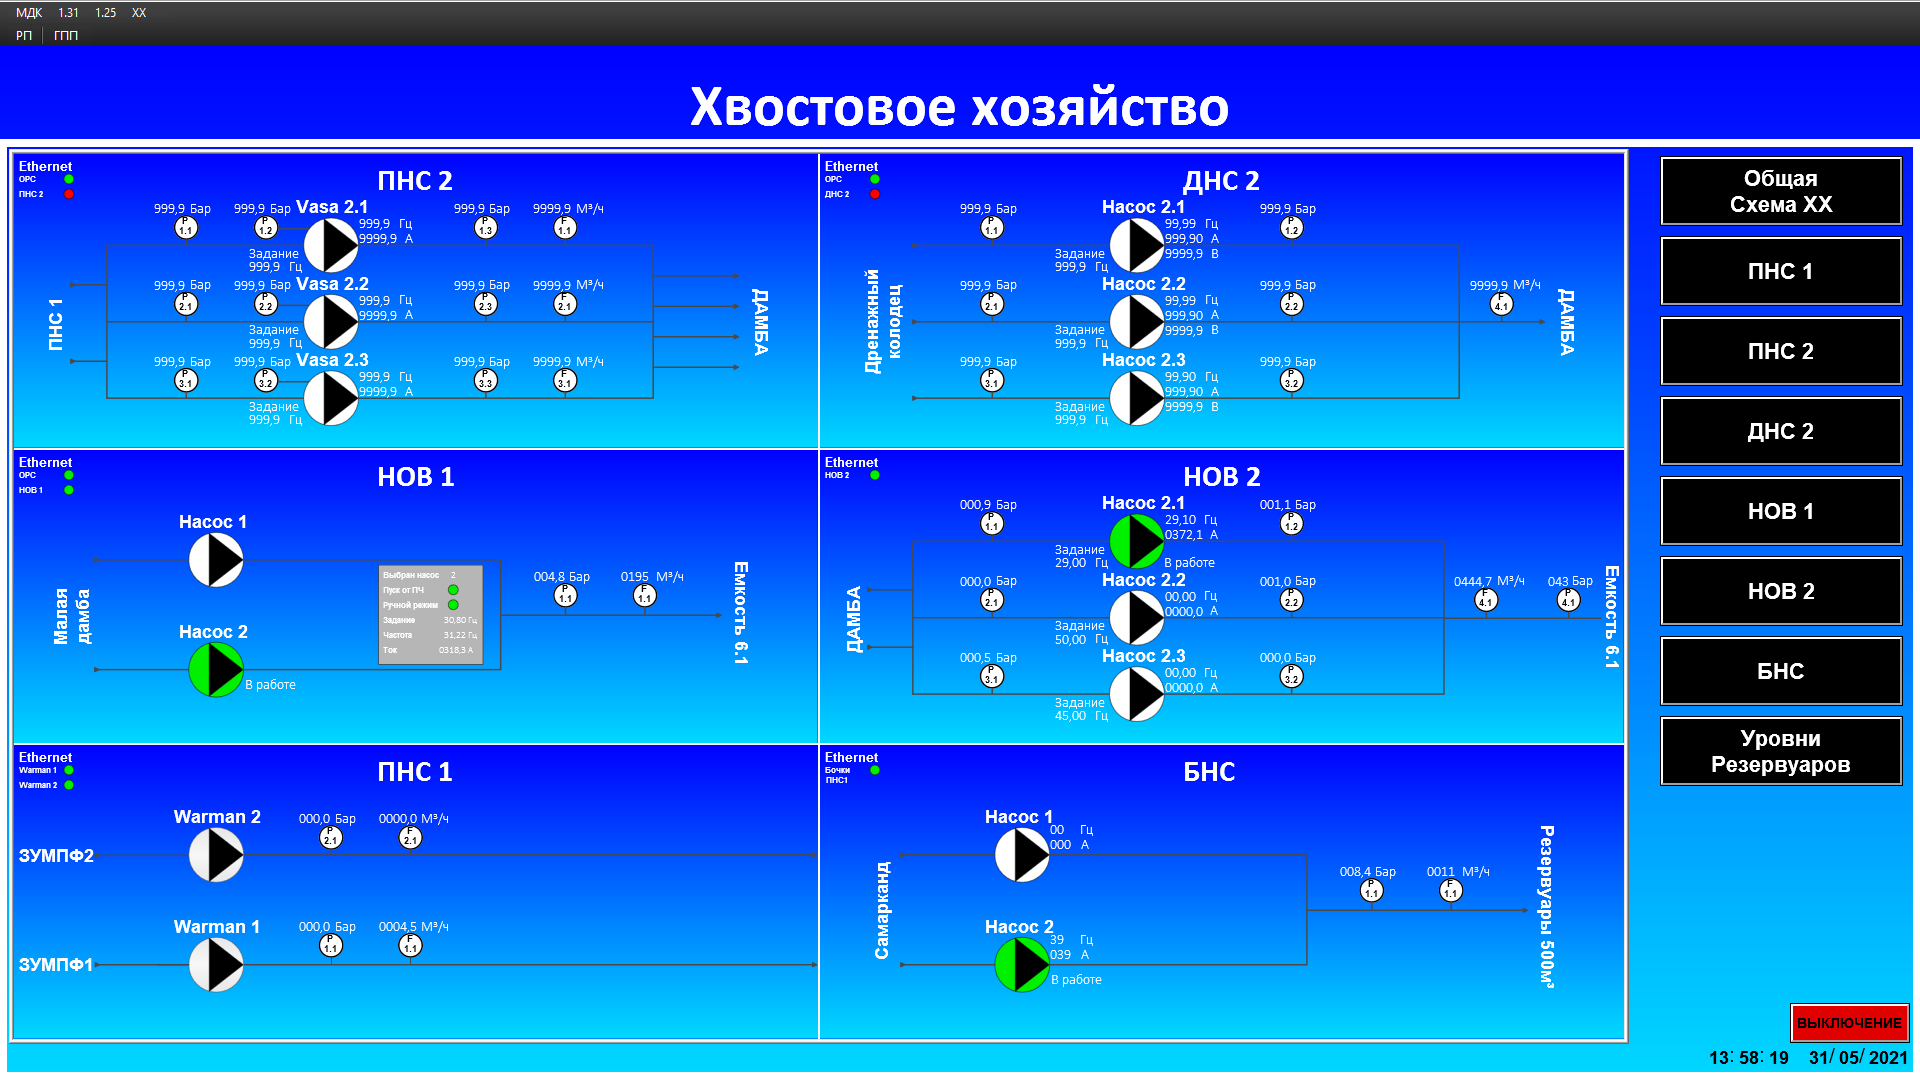 МДК 1.31 1.25 ХХ
РП ГПП
Хвостовое хозяйство
Ethernet
OPC
ПНС 2
ПНС 2
Vasa 2.1
999,9 Бар 999,9 Бар 999,9 Гц 999,9 Бар 9999,9 М³/ч
P 1.1 P 1.2 9999,9 А P 1.3 F 1.1
Задание
999,9 Гц
Vasa 2.2
999,9 Бар 999,9 Бар 999,9 Гц 999,9 Бар 9999,9 М³/ч
P 2.1 P 2.2 9999,9 А P 2.3 F 2.1
Задание
999,9 Гц
Vasa 2.3
999,9 Бар 999,9 Бар 999,9 Гц 999,9 Бар 9999,9 М³/ч
P 3.1 P 3.2 9999,9 А P 3.3 F 3.1
Задание
999,9 Гц
ПНС 1
ДАМБА
Ethernet
OPC
ДНС 2
ДНС 2
Насос 2.1
999,9 Бар 99,99 Гц 999,9 Бар
P 1.1 999,90 А P 1.2
9999,9 В
Задание
999,9 Гц
Насос 2.2
999,9 Бар 99,99 Гц 999,9 Бар
P 2.1 999,90 А P 2.2
9999,9 В
Задание
999,9 Гц
Насос 2.3
999,9 Бар 99,90 Гц 999,9 Бар
P 3.1 999,90 А P 3.2
9999,9 В
Задание
999,9 Гц
Дренажный
колодец
9999,9 М³/ч
F 4.1
ДАМБА
Ethernet
OPC
НОВ 1
НОВ 1
Насос 1
Насос 2
В работе
Малая
дамба
Выбран насос 2
Пуск от ПЧ
Ручной режим
Задание 30,80 Гц
Частота 31,22 Гц
Ток 0318,3 А
004,8 Бар 0195 М³/ч
P 1.1 F 1.1
Емкость 6.1
Ethernet
НОВ 2
НОВ 2
Насос 2.1
000,9 Бар 29,10 Гц 001,1 Бар
P 1.1 0372,1 А P 1.2
Задание
29,00 Гц В работе
Насос 2.2
000,0 Бар 00,00 Гц 001,0 Бар
P 2.1 0000,0 А P 2.2
Задание
50,00 Гц
Насос 2.3
000,5 Бар 00,00 Гц 000,0 Бар
P 3.1 0000,0 А P 3.2
Задание
45,00 Гц
ДАМБА
0444,7 М³/ч 043 Бар
F 4.1 P 4.1
Емкость 6.1
Ethernet
Warman 1
Warman 2
ПНС 1
Warman 2
000,0 Бар 0000,0 М³/ч
P 2.1 F 2.1
ЗУМПФ2
Warman 1
000,0 Бар 0004,5 М³/ч
P 1.1 F 1.1
ЗУМПФ1
Ethernet
Бочки
ПНС1
БНС
Насос 1
00 Гц
000 А
Насос 2
39 Гц
039 А
В работе
Самарканд
008,4 Бар 0011 М³/ч
P 1.1 F 1.1
Резервуары 500м³
Общая
Схема ХХ
ПНС 1
ПНС 2
ДНС 2
НОВ 1
НОВ 2
БНС
Уровни
Резервуаров
ВЫКЛЮЧЕНИЕ
13: 58: 19 31/ 05/ 2021